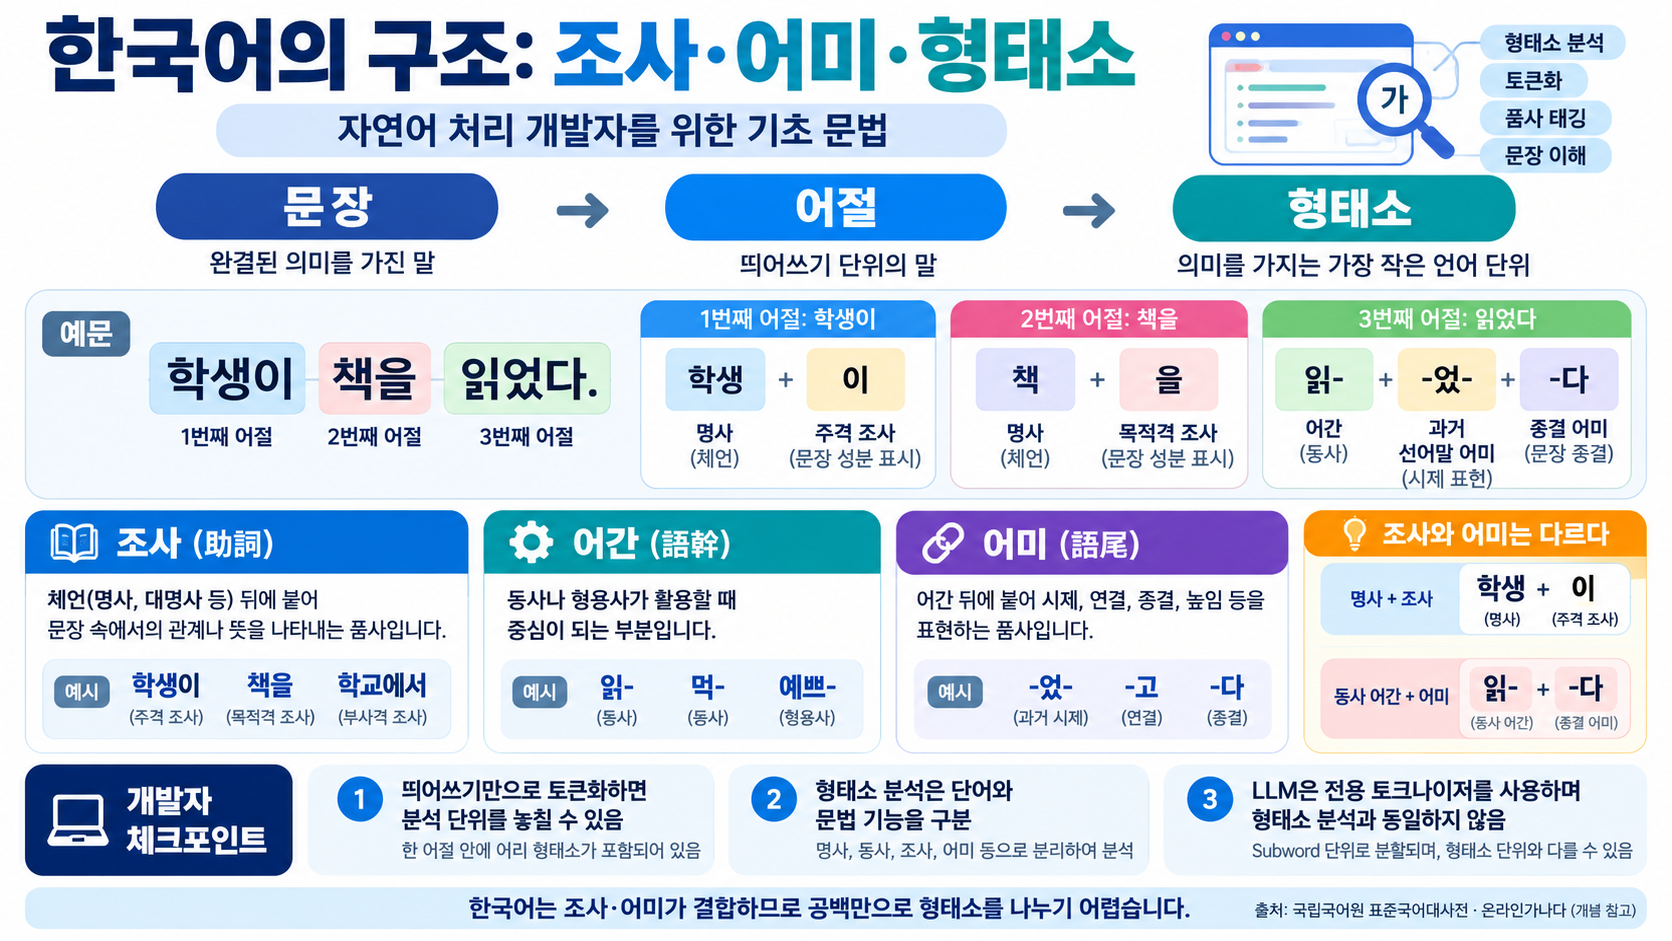 한국어의 구조: 조사·어미·형태소
자연어 처리 개발자를 위한 기초 문법
가
형태소 분석
토큰화
품사 태깅
문장 이해
문장 → 어절 → 형태소
완결된 의미를 가진 말
띄어쓰기 단위의 말
의미를 가지는 가장 작은 언어 단위
예문
학생이 책을 읽었다.
1번째 어절 2번째 어절 3번째 어절
1번째 어절: 학생이
학생 + 이
명사 주격 조사
(체언) (문장 성분 표시)
2번째 어절: 책을
책 + 을
명사 목적격 조사
(체언) (문장 성분 표시)
3번째 어절: 읽었다
읽- + -었- + -다
어간
(동사)
과거
선어말 어미
(시제 표현)
종결 어미
(문장 종결)
조사 (助詞)
체언(명사, 대명사 등) 뒤에 붙어
문장 속에서의 관계나 뜻을 나타내는 품사입니다.
예시
학생이 책을 학교에서
(주격 조사) (목적격 조사) (부사격 조사)
어간 (語幹)
동사나 형용사가 활용할 때
중심이 되는 부분입니다.
예시
읽- 먹- 예쁘-
(동사) (동사) (형용사)
어미 (語尾)
어간 뒤에 붙어 시제, 연결, 종결, 높임 등을
표현하는 품사입니다.
예시
-었- -고 -다
(과거 시제) (연결) (종결)
조사와 어미는 다르다
명사 + 조사
학생 + 이
(명사) (주격 조사)
동사 어간 + 어미
읽- + -다
(동사 어간) (종결 어미)
개발자
체크포인트
1
띄어쓰기만으로 토큰화하면
분석 단위를 놓칠 수 있음
한 어절 안에 어리 형태소가 포함되어 있음
2
형태소 분석은 단어와
문법 기능을 구분
명사, 동사, 조사, 어미 등으로 분리하여 분석
3
LLM은 전용 토크나이저를 사용하며
형태소 분석과 동일하지 않음
Subword 단위로 분할되며, 형태소 단위와 다를 수 있음
한국어는 조사·어미가 결합하므로 공백만으로 형태소를 나누기 어렵습니다.
출처: 국립국어원 표준국어대사전 · 온라인가나다 (개념 참고)